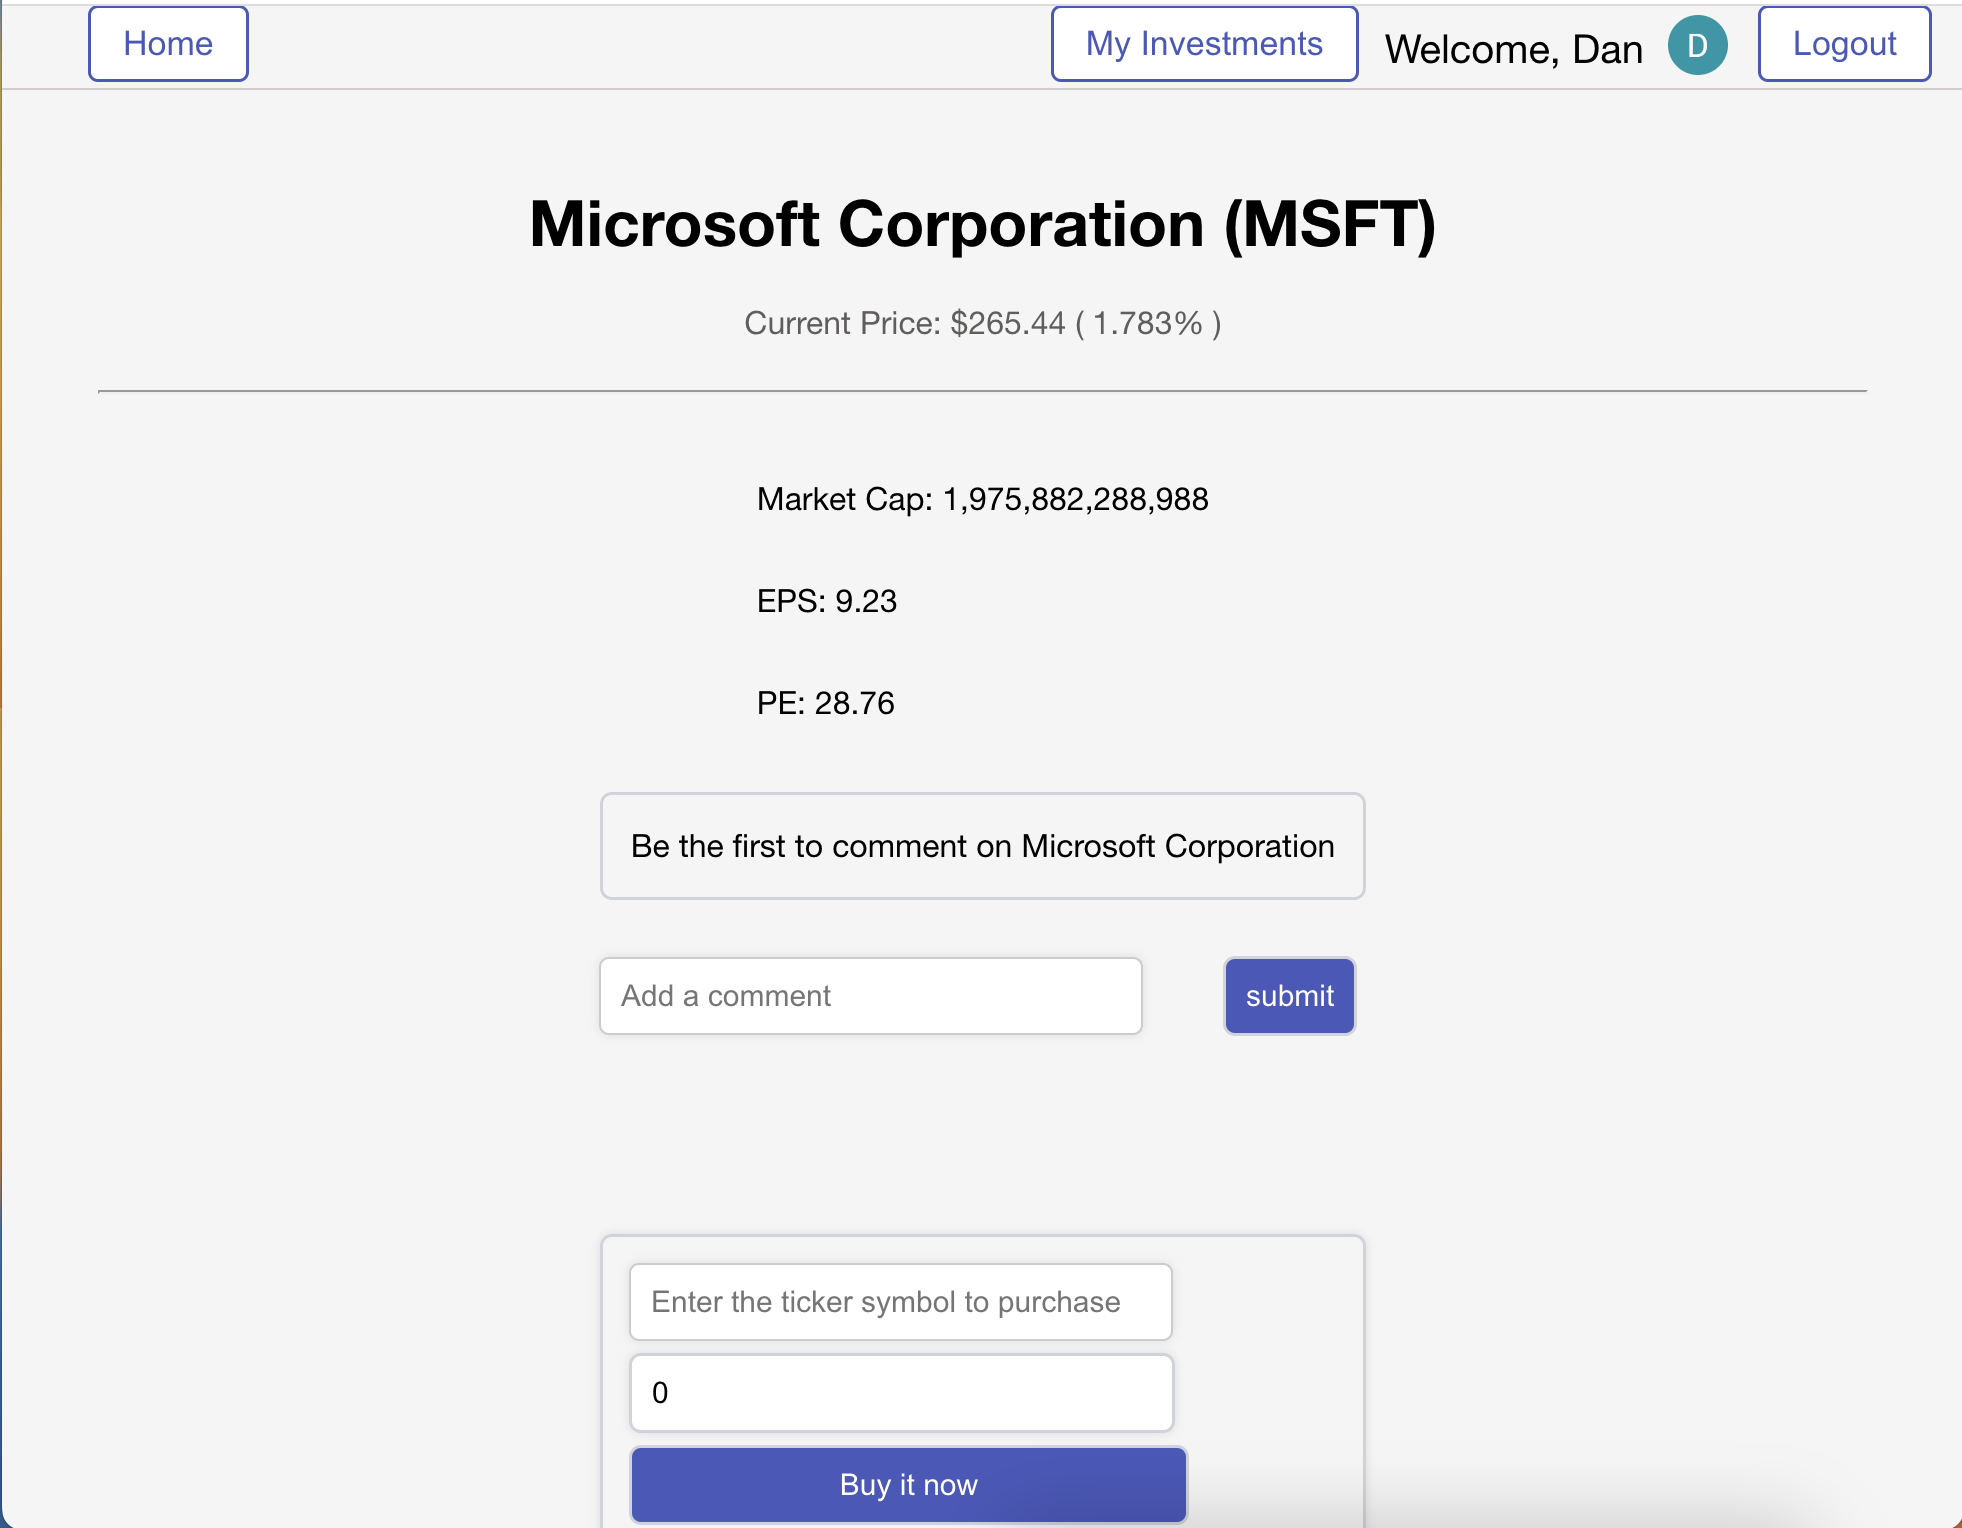 Home
My Investments
Welcome, Dan
D
Logout
Microsoft Corporation (MSFT)
Current Price: $265.44 ( 1.783% )
Market Cap: 1,975,882,288,988
EPS: 9.23
PE: 28.76
Be the first to comment on Microsoft Corporation
Add a comment
submit
Enter the ticker symbol to purchase
0
Buy it now